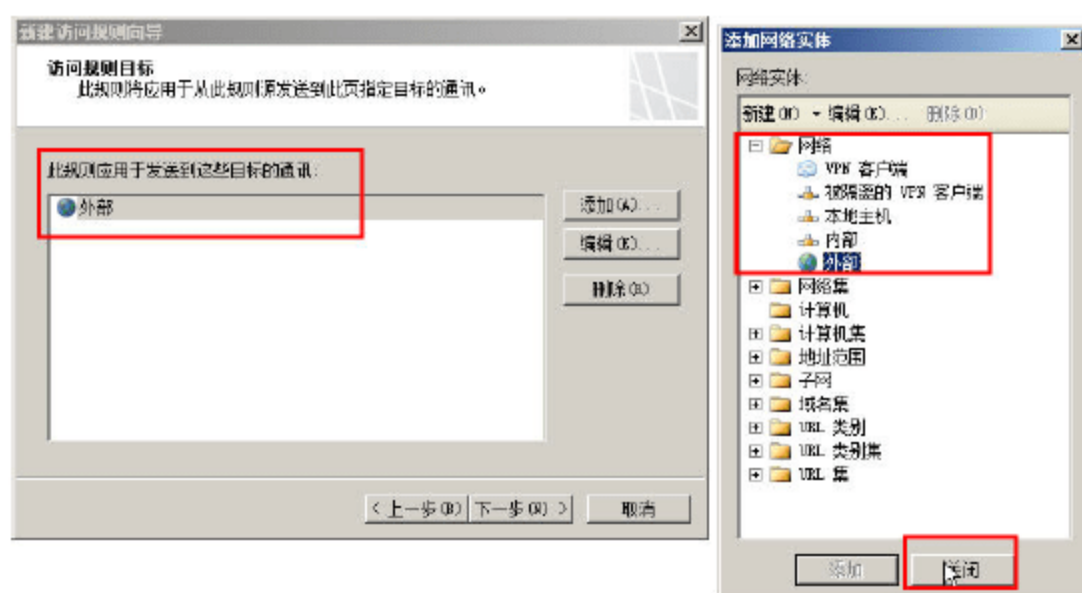 新建访问规则向导
访问规则目标
此规则将应用于从此规则源发送到此页指定目标的通讯。
此规则应用于发送到这些目标的通讯:
外部
添加(A)...
编辑(E)...
删除(R)
< 上一步(B)
下一步(N) >
取消
添加网络实体
网络实体:
新建(W)
编辑(E)...
删除(D)
网络
VPN 客户端
被隔离的 VPN 客户端
本地主机
内部
外部
网络集
计算机
计算机集
地址范围
子网
域名集
URL 类别
URL 类别集
URL 集
添加
关闭